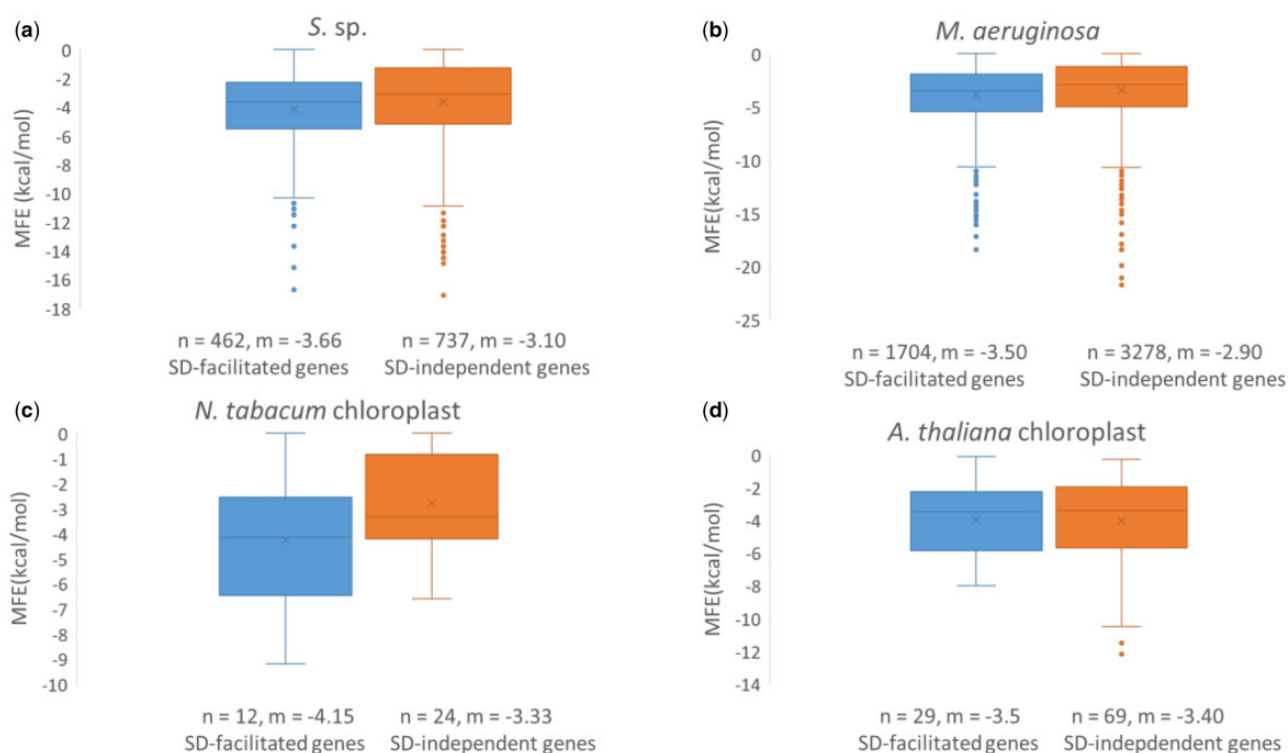 (a)
S. sp.
MFE (kcal/mol)
0
-2
-4
-6
-8
-10
-12
-14
-16
-18
n = 462, m = -3.66
SD-facilitated genes
n = 737, m = -3.10
SD-independent genes
(b)
M. aeruginosa
MFE(kcal/mol)
0
-5
-10
-15
-20
-25
n = 1704, m = -3.50
SD-facilitated genes
n = 3278, m = -2.90
SD-independent genes
(c)
N. tabacum chloroplast
MFE(kcal/mol)
0
-1
-2
-3
-4
-5
-6
-7
-8
-9
-10
n = 12, m = -4.15
SD-facilitated genes
n = 24, m = -3.33
SD-independent genes
(d)
A. thaliana chloroplast
MFE(kcal/mol)
0
-2
-4
-6
-8
-10
-12
-14
n = 29, m = -3.5
SD-facilitated genes
n = 69, m = -3.40
SD-independent genes